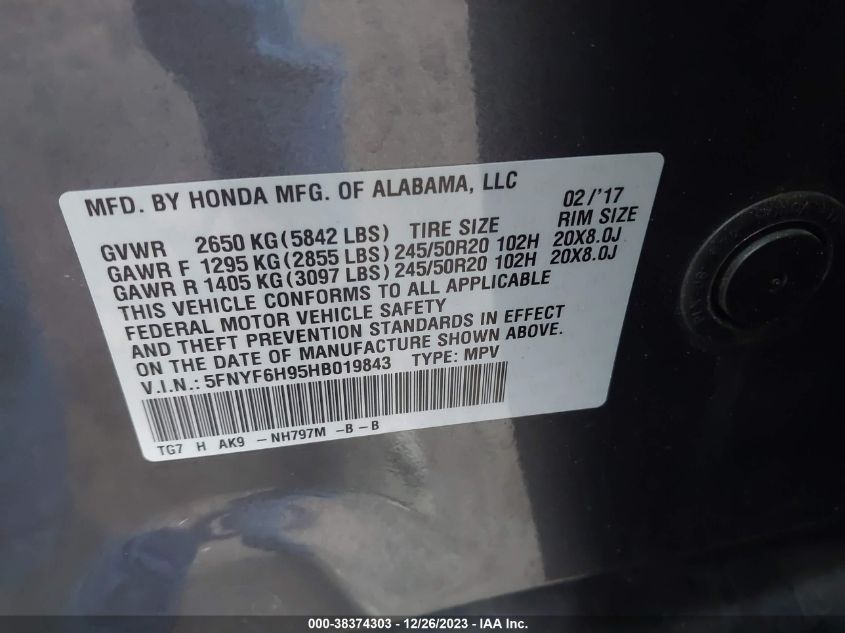 MFD. BY HONDA MFG. OF ALABAMA, LLC 02/'17
GVWR 2650 KG(5842 LBS) TIRE SIZE RIM SIZE
GAWR F 1295 KG(2855 LBS)245/50R20 102H 20X8.0J
GAWR R 1405 KG(3097 LBS)245/50R20 102H 20X8.0J
THIS VEHICLE CONFORMS TO ALL APPLICABLE
FEDERAL MOTOR VEHICLE SAFETY
AND THEFT PREVENTION STANDARDS IN EFFECT
ON THE DATE OF MANUFACTURE SHOWN ABOVE.
V.I.N.: 5FNYF6H95HB019843 TYPE: MPV
TG7 H AK9 -NH797M -B-B
000-38374303 - 12/26/2023 - IAA Inc.